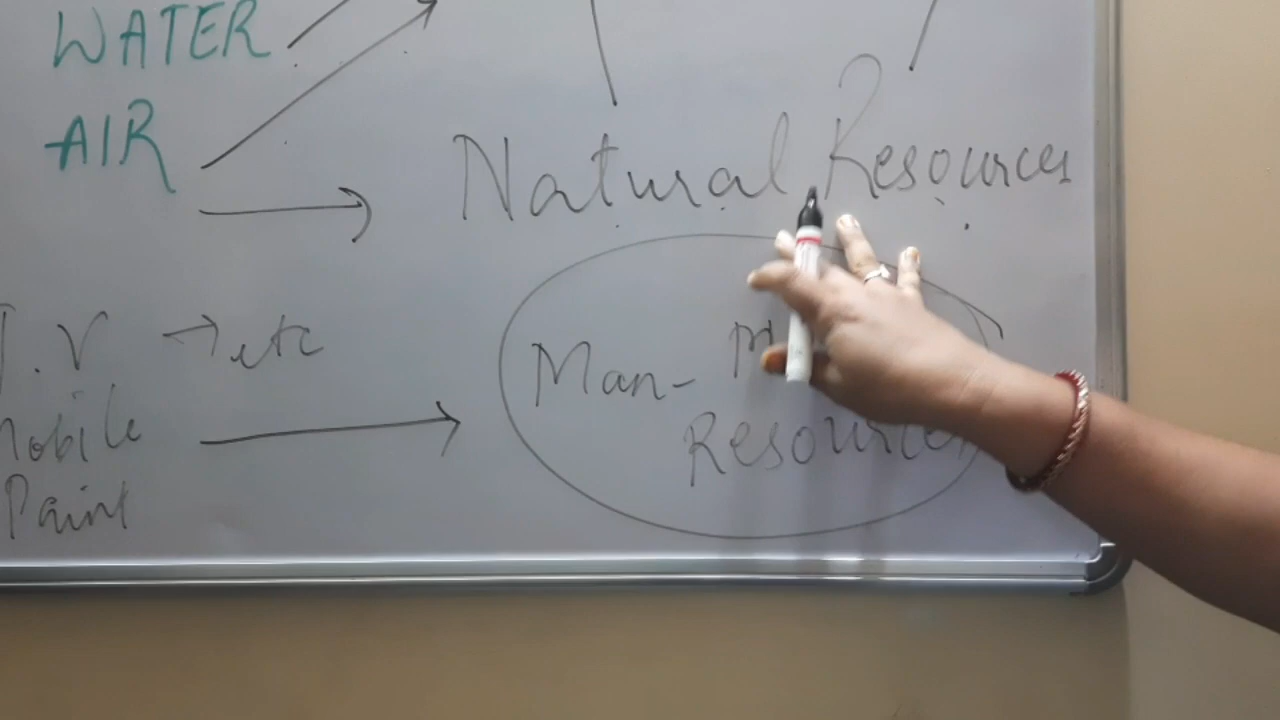 WATER
AIR
Natural Resources
T.V → etc
Mobile
Man-
Resources
Paint